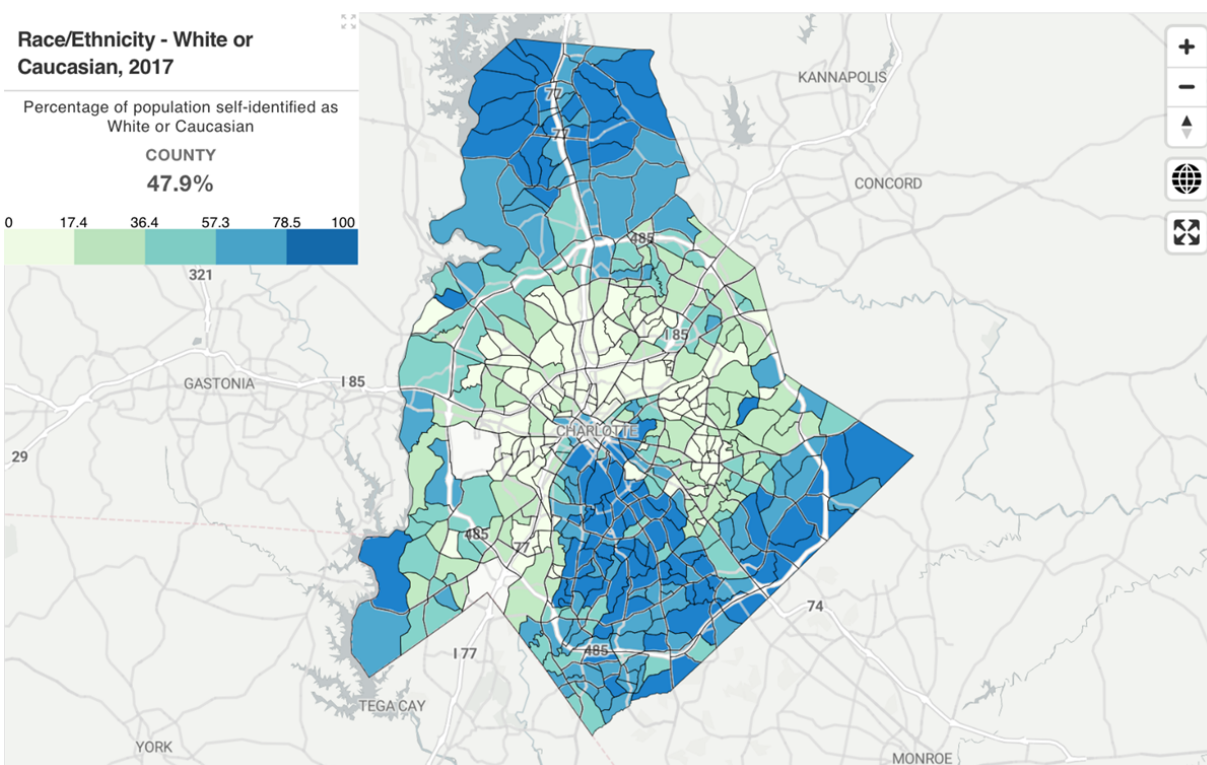 Race/Ethnicity - White or
Caucasian, 2017
Percentage of population self-identified as
White or Caucasian
COUNTY
47.9%
0 17.4 36.4 57.3 78.5 100
321
77
KANNAPOLIS
77
CONCORD
485
I 85
GASTONIA
I 85
CHARLOTTE
29
485
77
74
I 77
485
TEGA CAY
YORK
MONROE